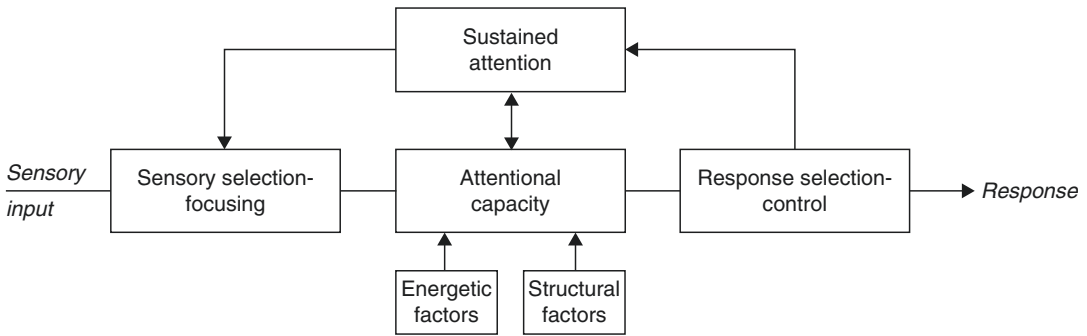 Sustained
attention
Sensory
input
Sensory selection-
focusing
Attentional
capacity
Response selection-
control
Response
Energetic
factors
Structural
factors